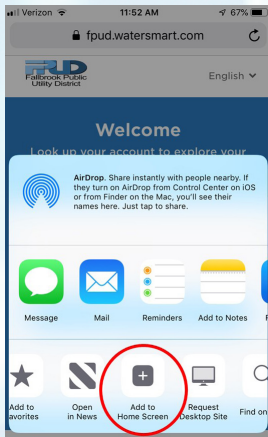 Verizon 11:52 AM 67%
fpud.watersmart.com
FPUD
Fallbrook Public
Utility District
English
Welcome
Look up your account to explore your
AirDrop. Share instantly with people nearby. If
they turn on AirDrop from Control Center on iOS
or from Finder on the Mac, you'll see their
names here. Just tap to share.
Message Mail Reminders Add to Notes
Add to Open Add to Request Find on
avorites in News Home Screen Desktop Site